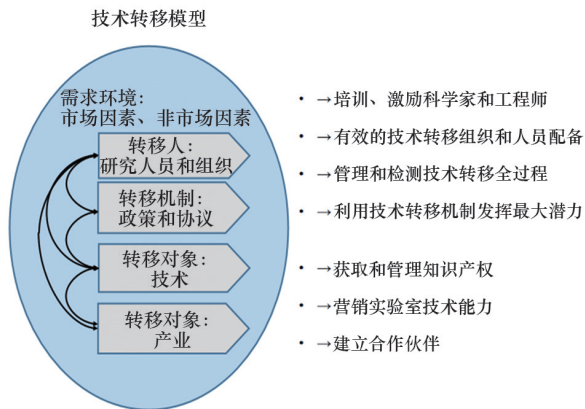 技术转移模型
需求环境：
市场因素、非市场因素
转移人：
研究人员和组织
转移机制：
政策和协议
转移对象：
技术
转移对象：
产业
· →培训、激励科学家和工程师
· →有效的技术转移组织和人员配备
· →管理和检测技术转移全过程
· →利用技术转移机制发挥最大潜力
· →获取和管理知识产权
· →营销实验室技术能力
· →建立合作伙伴